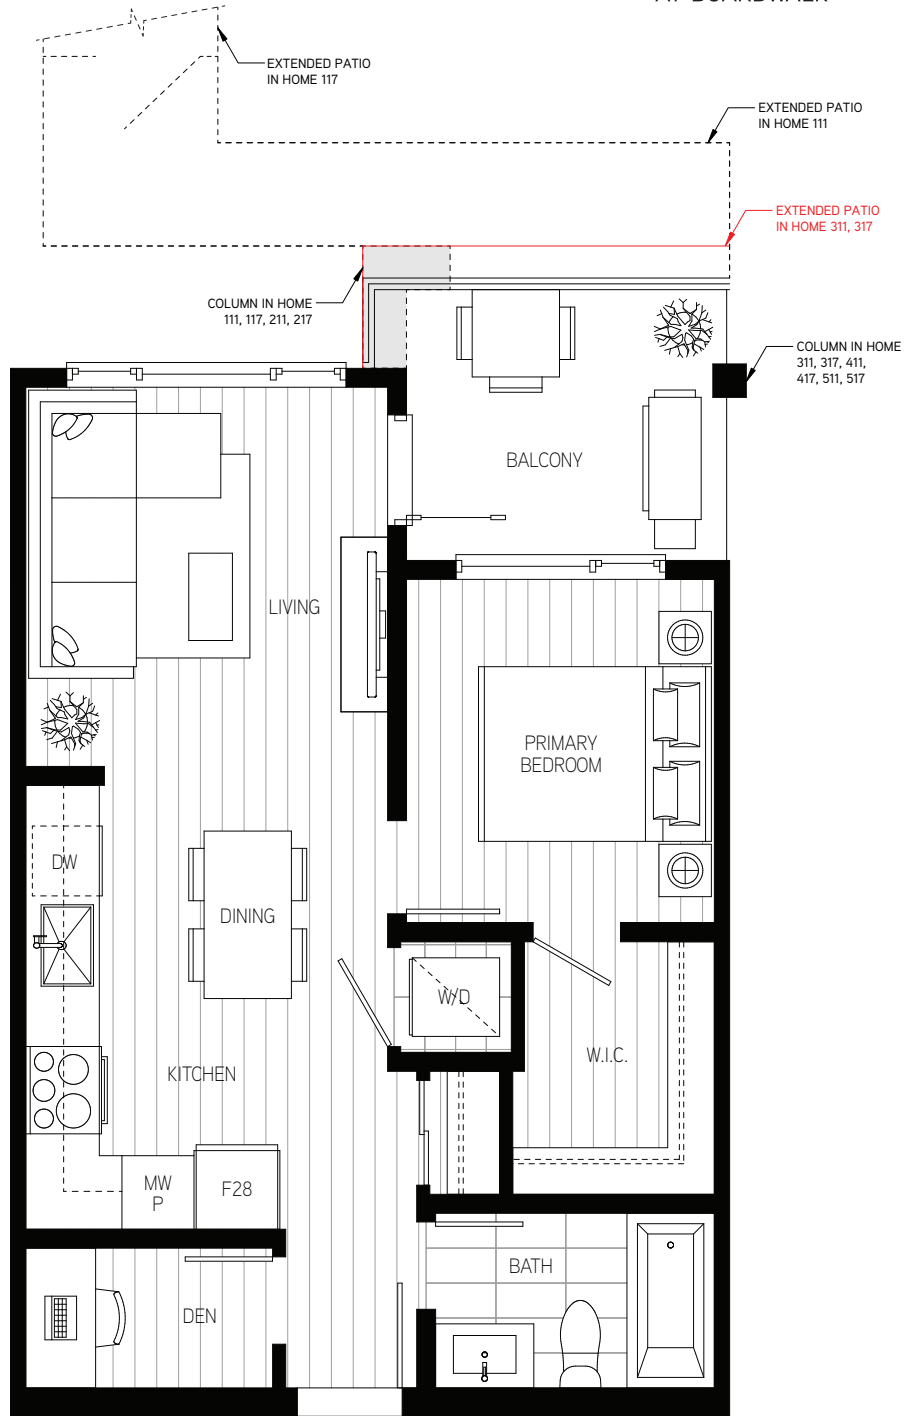 EXTENDED PATIO
IN HOME 117
EXTENDED PATIO
IN HOME 111
EXTENDED PATIO
IN HOME 311, 317
COLUMN IN HOME
111, 117, 211, 217
COLUMN IN HOME
311, 317, 411,
417, 511, 517
BALCONY
LIVING
PRIMARY
BEDROOM
DW
DINING
W/D
W.I.C.
KITCHEN
MW
P
F28
BATH
DEN